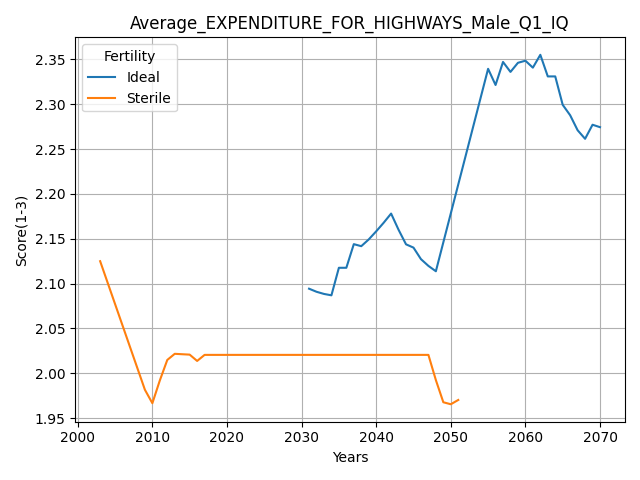 Average_EXPENDITURE_FOR_HIGHWAYS_Male_Q1_IQ
Fertility
Ideal
Sterile
Score(1-3)
2.35
2.30
2.25
2.20
2.15
2.10
2.05
2.00
1.95
2000 2010 2020 2030 2040 2050 2060 2070
Years